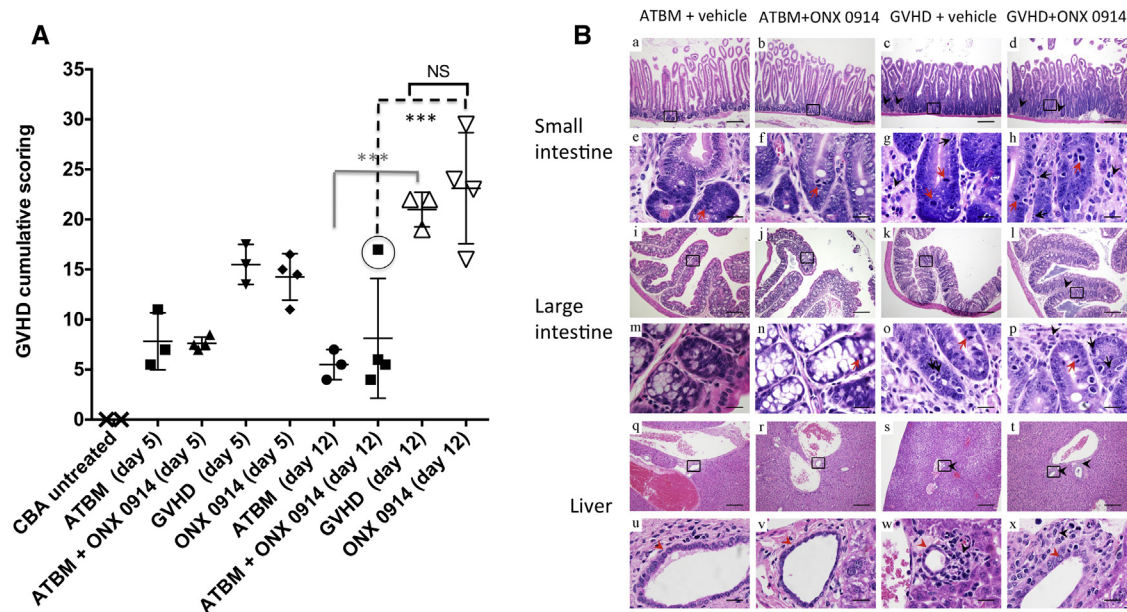 A
GVHD cumulative scoring
35
30
25
20
15
10
5
0
NS
***
***
CBA untreated
ATBM (day 5)
ATBM + ONX 0914 (day 5)
GVHD (day 5)
ONX 0914 (day 5)
ATBM (day 12)
ATBM + ONX 0914 (day 12)
GVHD (day 12)
ONX 0914 (day 12)
B
ATBM + vehicle ATBM+ONX 0914 GVHD + vehicle GVHD+ONX 0914
a b c d
Small
intestine
e f g h
i j k l
Large
intestine
m n o p
q r s t
Liver
u v w x